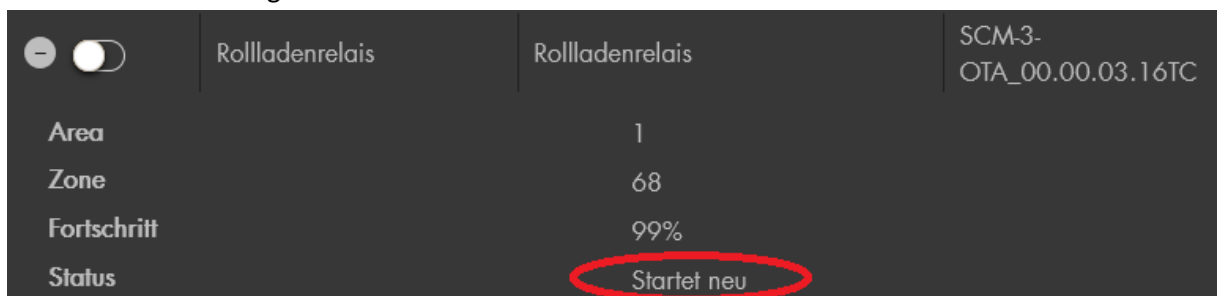 Rollladenrelais Rollladenrelais SCM-3-
OTA_00.00.03.16TC
Area 1
Zone 68
Fortschritt 99%
Status Startet neu